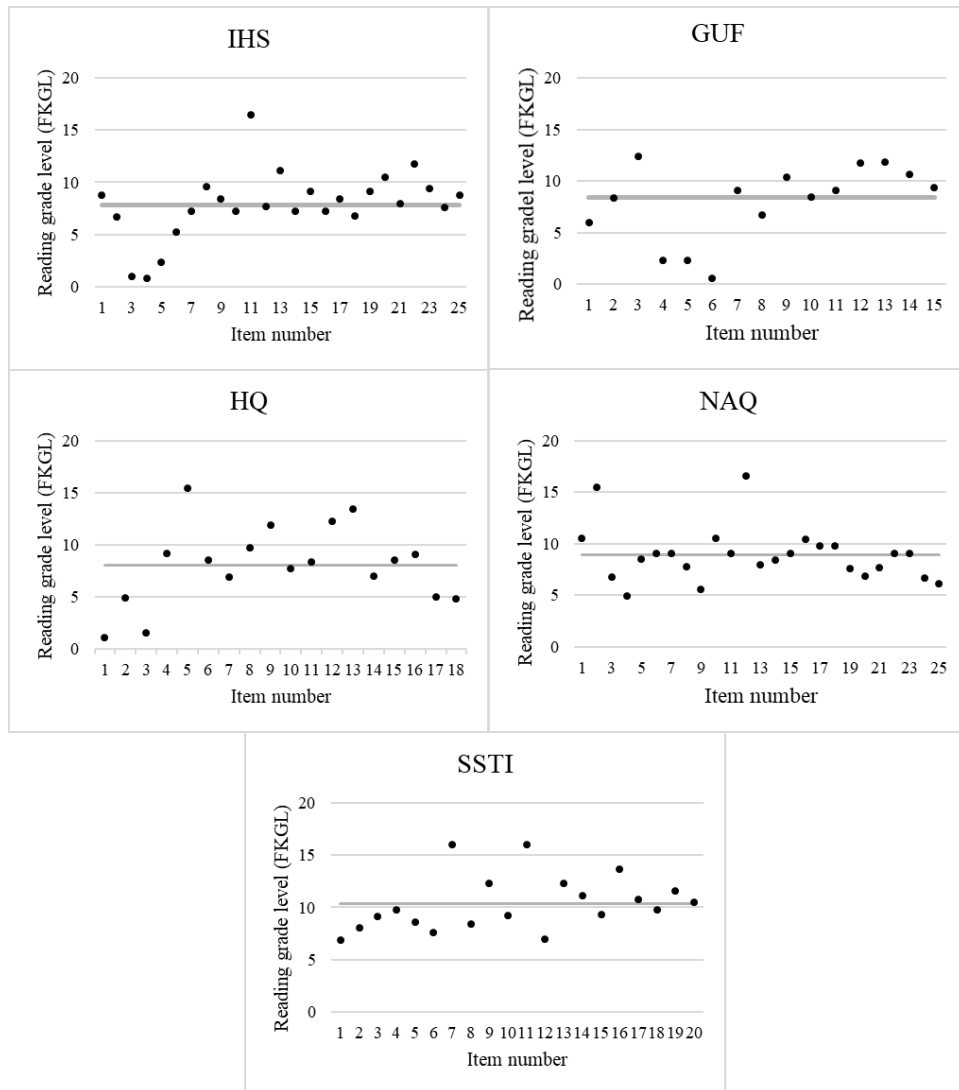 IHS
Reading grade level (FKGL)
20
15
10
5
0
1 3 5 7 9 11 13 15 17 19 21 23 25
Item number
GUF
Reading gradel level (FKGL)
20
15
10
5
0
1 2 3 4 5 6 7 8 9 10 11 12 13 14 15
Item number
HQ
Reading grade level (FKGL)
20
15
10
5
0
1 2 3 4 5 6 7 8 9 10 11 12 13 14 15 16 17 18
Item number
NAQ
Reading grade level (FKGL)
20
15
10
5
0
1 3 5 7 9 11 13 15 17 19 21 23 25
Item number
SSTI
Reading grade level (FKGL)
20
15
10
5
0
1 2 3 4 5 6 7 8 9 10 11 12 13 14 15 16 17 18 19 20
Item number